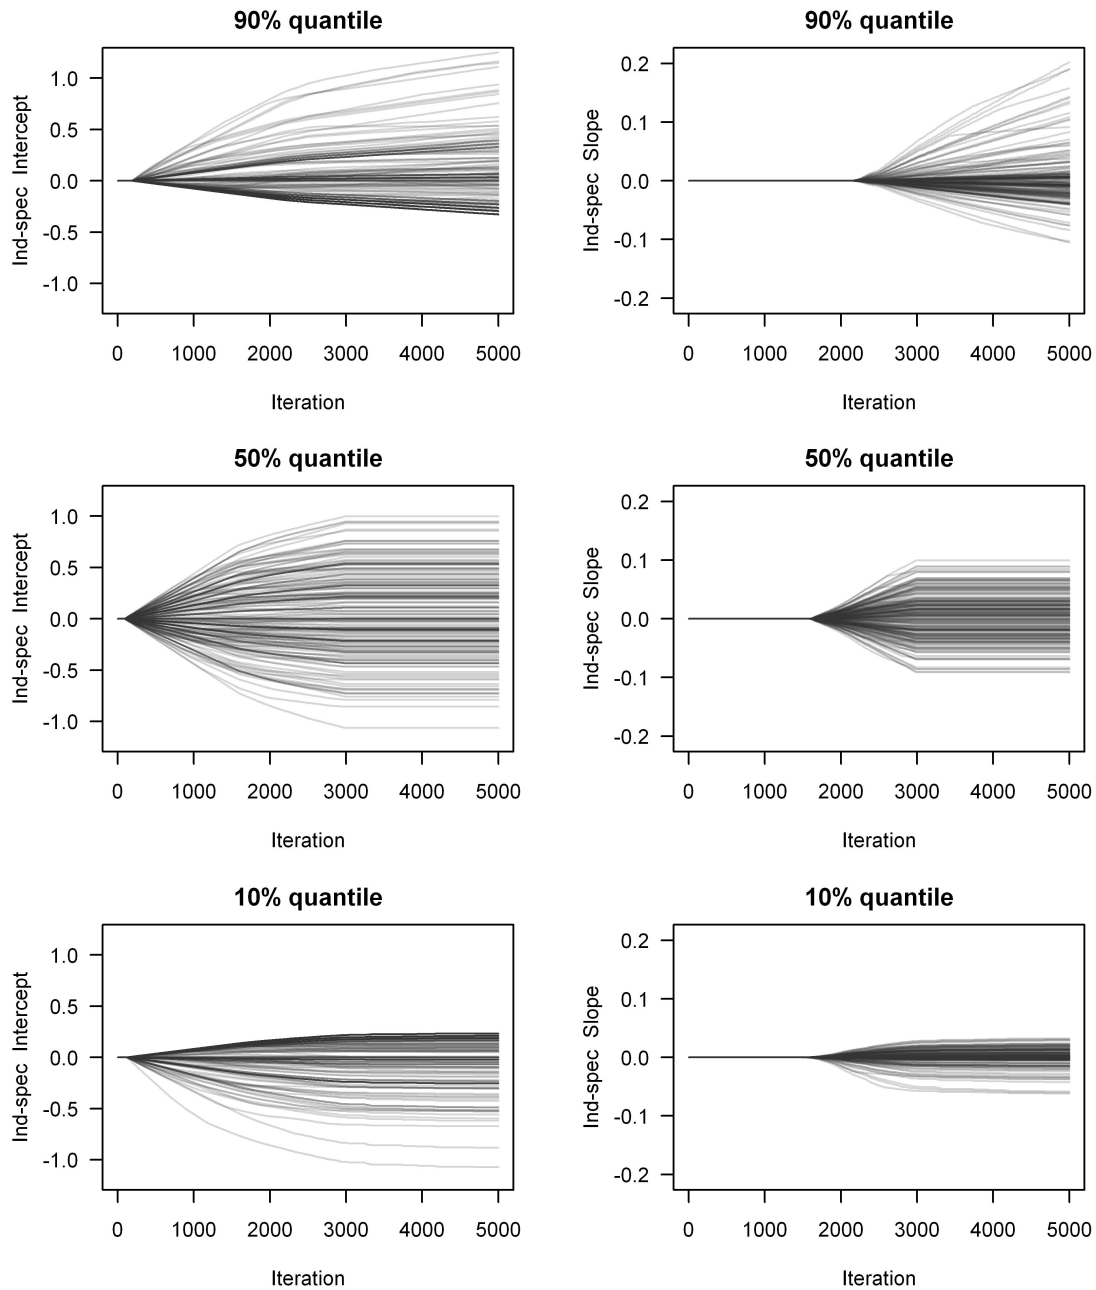 90% quantile
Ind-spec Intercept
1.0
0.5
0.0
-0.5
-1.0
0 1000 2000 3000 4000 5000
Iteration
90% quantile
Ind-spec Slope
0.2
0.1
0.0
-0.1
-0.2
0 1000 2000 3000 4000 5000
Iteration
50% quantile
Ind-spec Intercept
1.0
0.5
0.0
-0.5
-1.0
0 1000 2000 3000 4000 5000
Iteration
50% quantile
Ind-spec Slope
0.2
0.1
0.0
-0.1
-0.2
0 1000 2000 3000 4000 5000
Iteration
10% quantile
Ind-spec Intercept
1.0
0.5
0.0
-0.5
-1.0
0 1000 2000 3000 4000 5000
Iteration
10% quantile
Ind-spec Slope
0.2
0.1
0.0
-0.1
-0.2
0 1000 2000 3000 4000 5000
Iteration